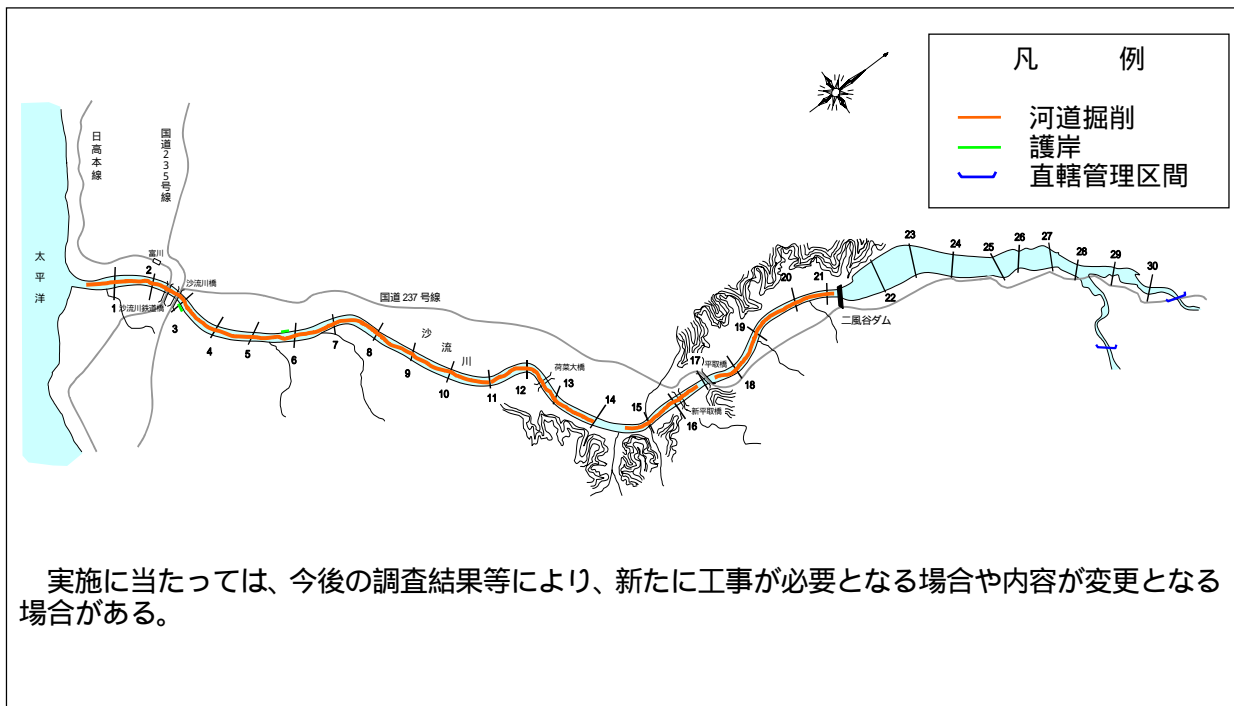 凡 例
河道掘削
護岸
直轄管理区間
日高本線
国道235号線
太平洋
富川
沙流川橋
沙流川鉄道橋
国道237号線
沙流川
荷菜大橋
平取橋
新平取橋
二風谷ダム
1
2
3
4
5
6
7
8
9
10
11
12
13
14
15
16
17
18
19
20
21
22
23
24
25
26
27
28
29
30
実施に当たっては、今後の調査結果等により、新たに工事が必要となる場合や内容が変更となる
場合がある。